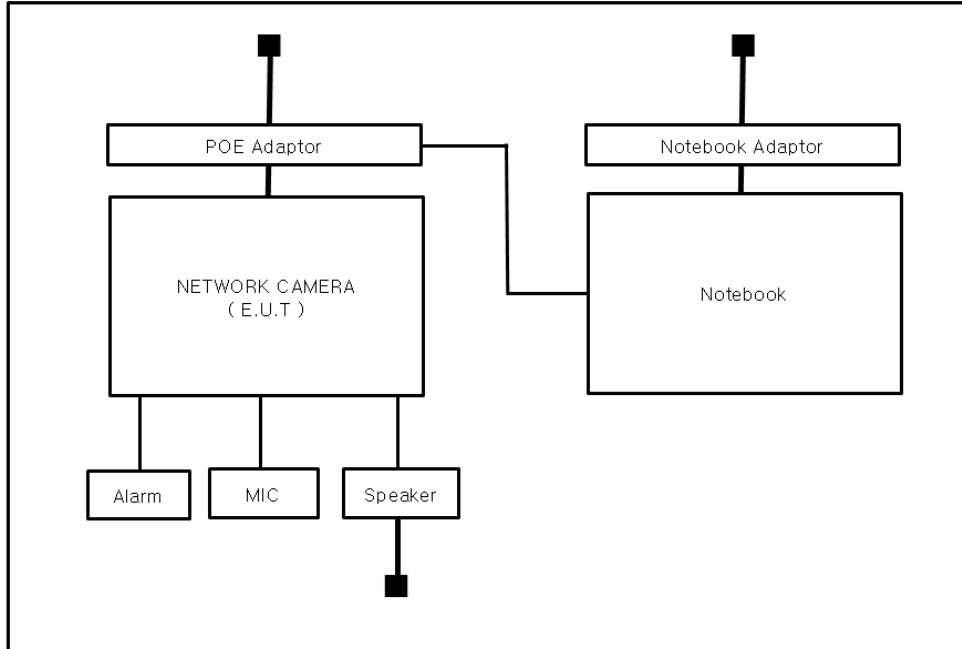 POE Adaptor
Notebook Adaptor
NETWORK CAMERA
( E.U.T )
Notebook
Alarm
MIC
Speaker